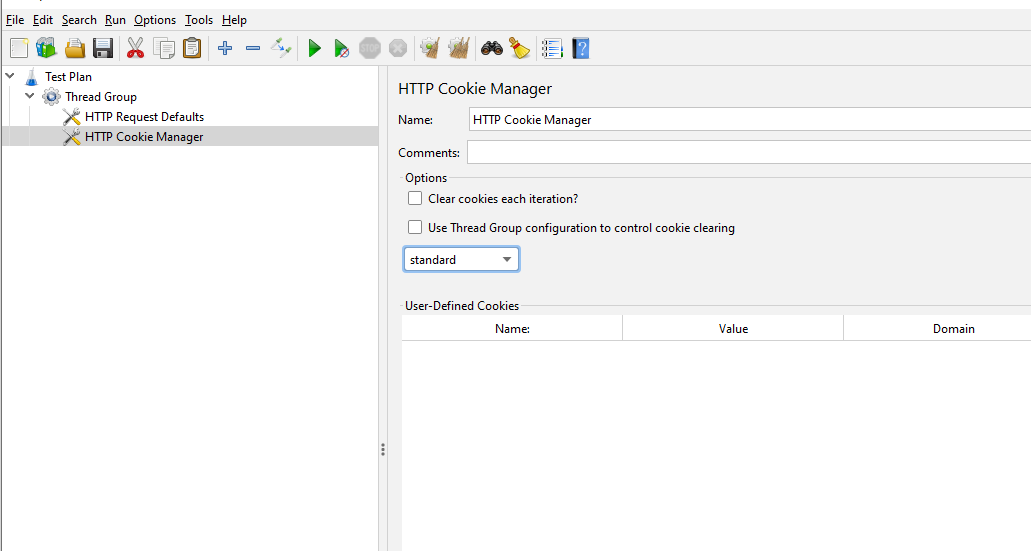 File Edit Search Run Options Tools Help
STOP
Test Plan
Thread Group
HTTP Request Defaults
HTTP Cookie Manager
HTTP Cookie Manager
Name: HTTP Cookie Manager
Comments:
Options
Clear cookies each iteration?
Use Thread Group configuration to control cookie clearing
standard
User-Defined Cookies
Name: Value Domain